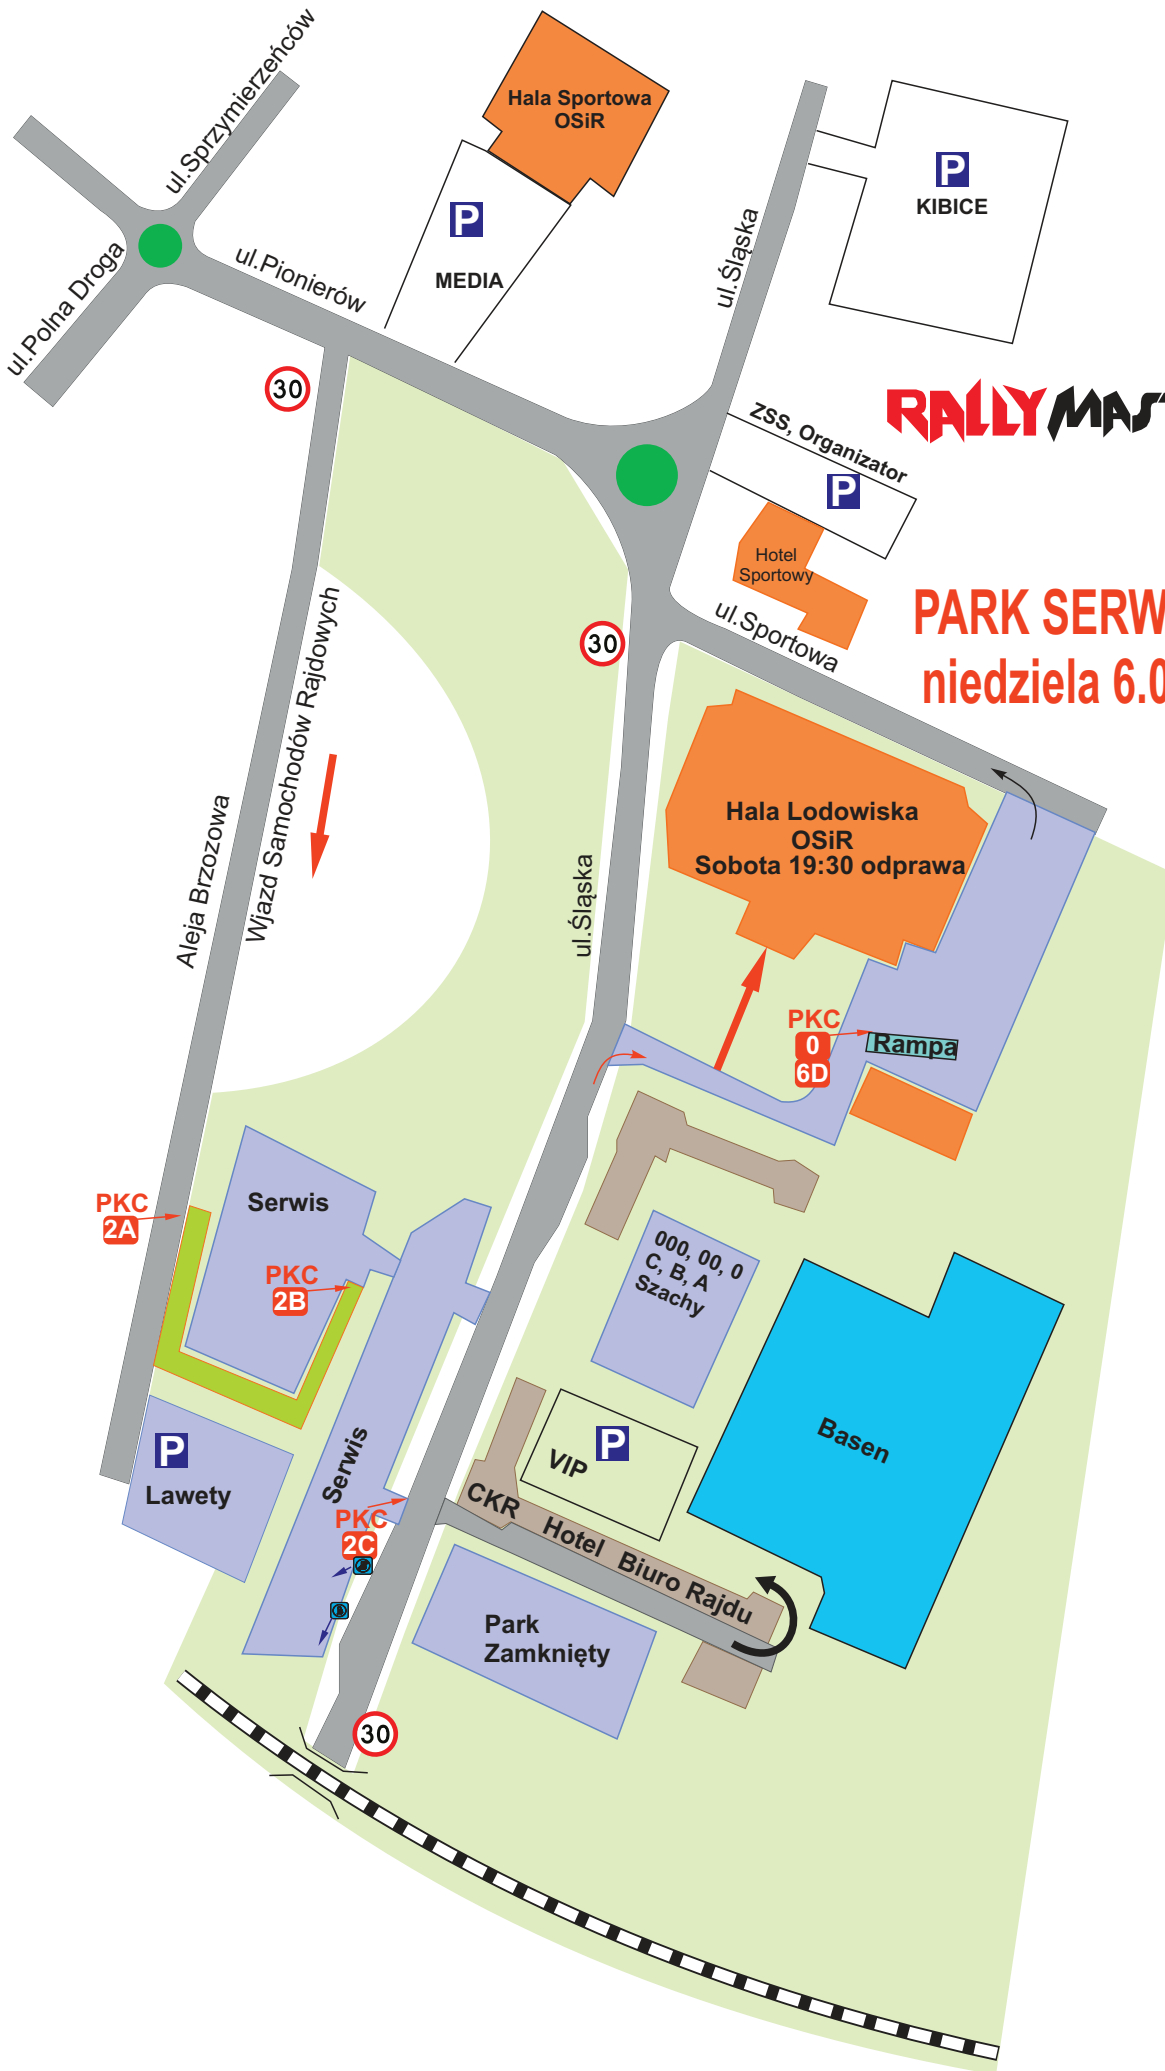 ul.Sprzymierzeńców
Hala Sportowa
OSiR
P
KIBICE
P
MEDIA
ul.Pionierów
ul.Polna Droga
ul.Śląska
30
RALLY MAS
ZSS, Organizator
P
Hotel
Sportowy
PARK SERW
niedziela 6.0
ul.Sportowa
30
Aleja Brzozowa
Wjazd Samochodów Rajdowych
ul.Śląska
Hala Lodowiska
OSiR
Sobota 19:30 odprawa
PKC
0
6D
Rampa
PKC
2A
Serwis
PKC
2B
000, 00, 0
C, B, A
Szachy
Basen
P
Lawety
Serwis
PKC
2C
P
VIP
CKR Hotel Biuro Rajdu
Park
Zamknięty
30